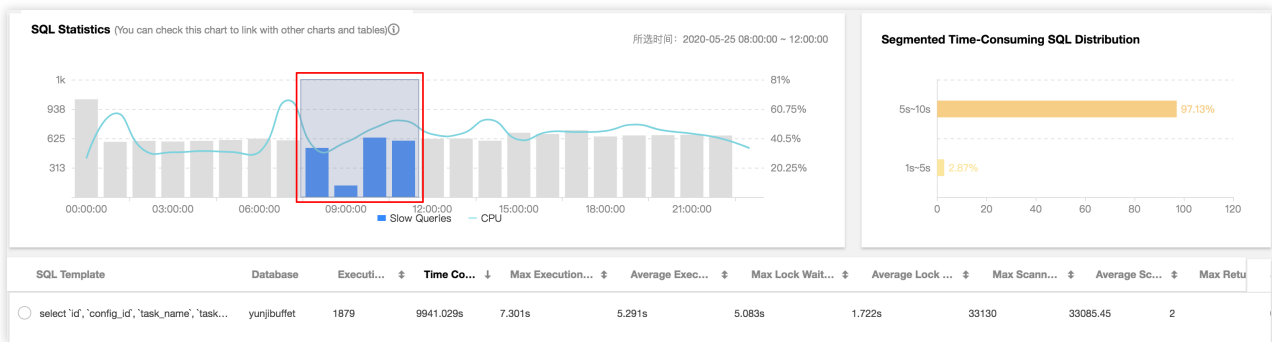 SQL Statistics (You can check this chart to link with other charts and tables)
所选时间：2020-05-25 08:00:00 ~ 12:00:00
1k
938
625
313
81%
60.75%
40.5%
20.25%
00:00:00 03:00:00 06:00:00 09:00:00 12:00:00 15:00:00 18:00:00 21:00:00
Slow Queries CPU
Segmented Time-Consuming SQL Distribution
5s~10s 97.13%
1s~5s 2.87%
0 20 40 60 80 100 120
SQL Template Database Executi... Time Co... ↓ Max Execution... Average Exec... Max Lock Wait... Average Lock ... Max Scann... Average Sc... Max Retu
select `id`, `config_id`, `task_name`, `task... yunjibuffet 1879 9941.029s 7.301s 5.291s 5.083s 1.722s 33130 33085.45 2